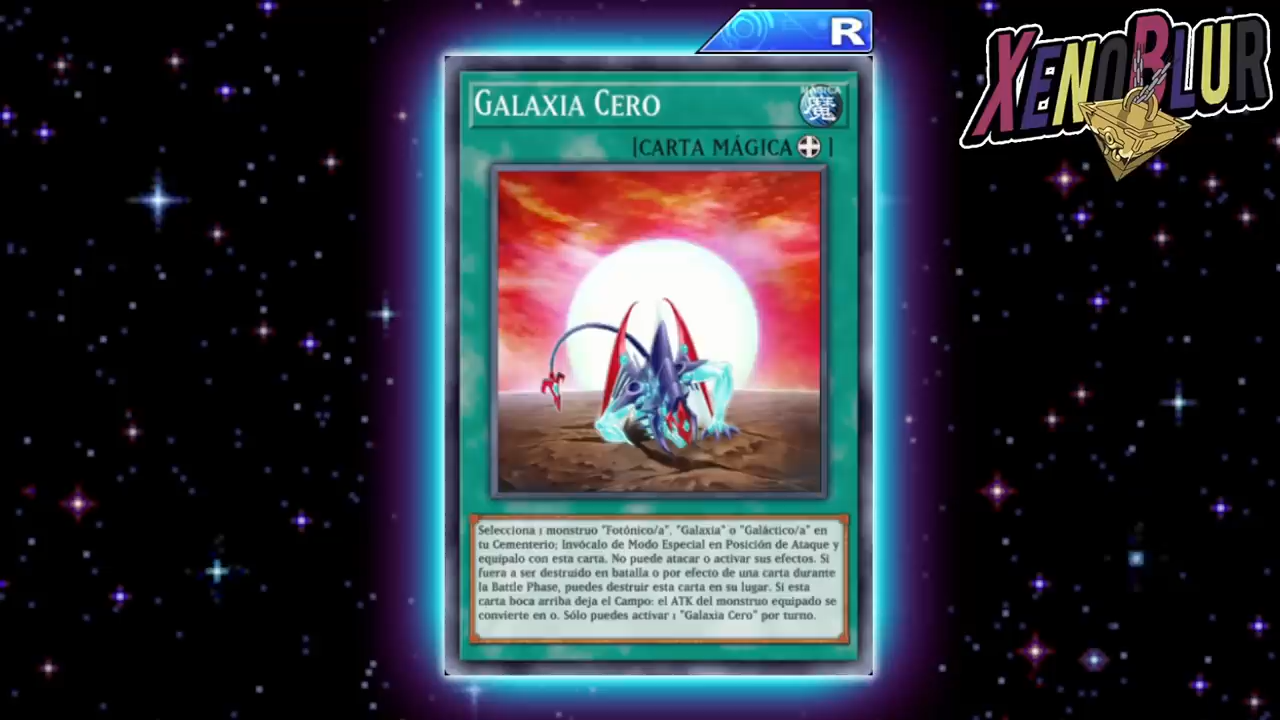 R
XENOBLUR
GALAXIA CERO
MÁGICA
魔
[CARTA MÁGICA ]
Selecciona 1 monstruo "Fotónico/a", "Galaxia" o "Galáctico/a" en
tu Cementerio; Invócalo de Modo Especial en Posición de Ataque y
equípalo con esta carta. No puede atacar o activar sus efectos. Si
fuera a ser destruido en batalla o por efecto de una carta durante
la Battle Phase, puedes destruir esta carta en su lugar. Si esta
carta boca arriba deja el Campo: el ATK del monstruo equipado se
convierte en 0. Sólo puedes activar 1 "Galaxia Cero" por turno.